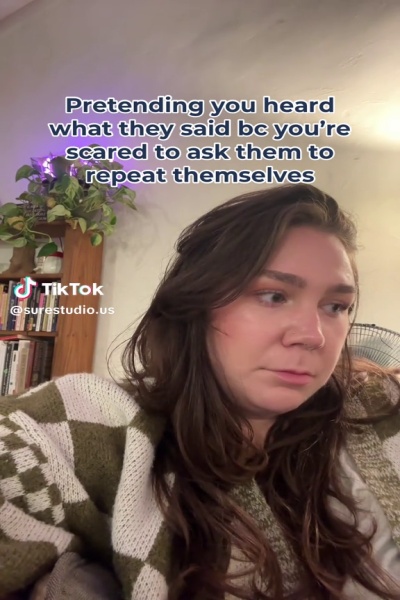 Pretending you heard
what they said bc you're
scared to ask them to
repeat themselves
TikTok
@surestudio.us